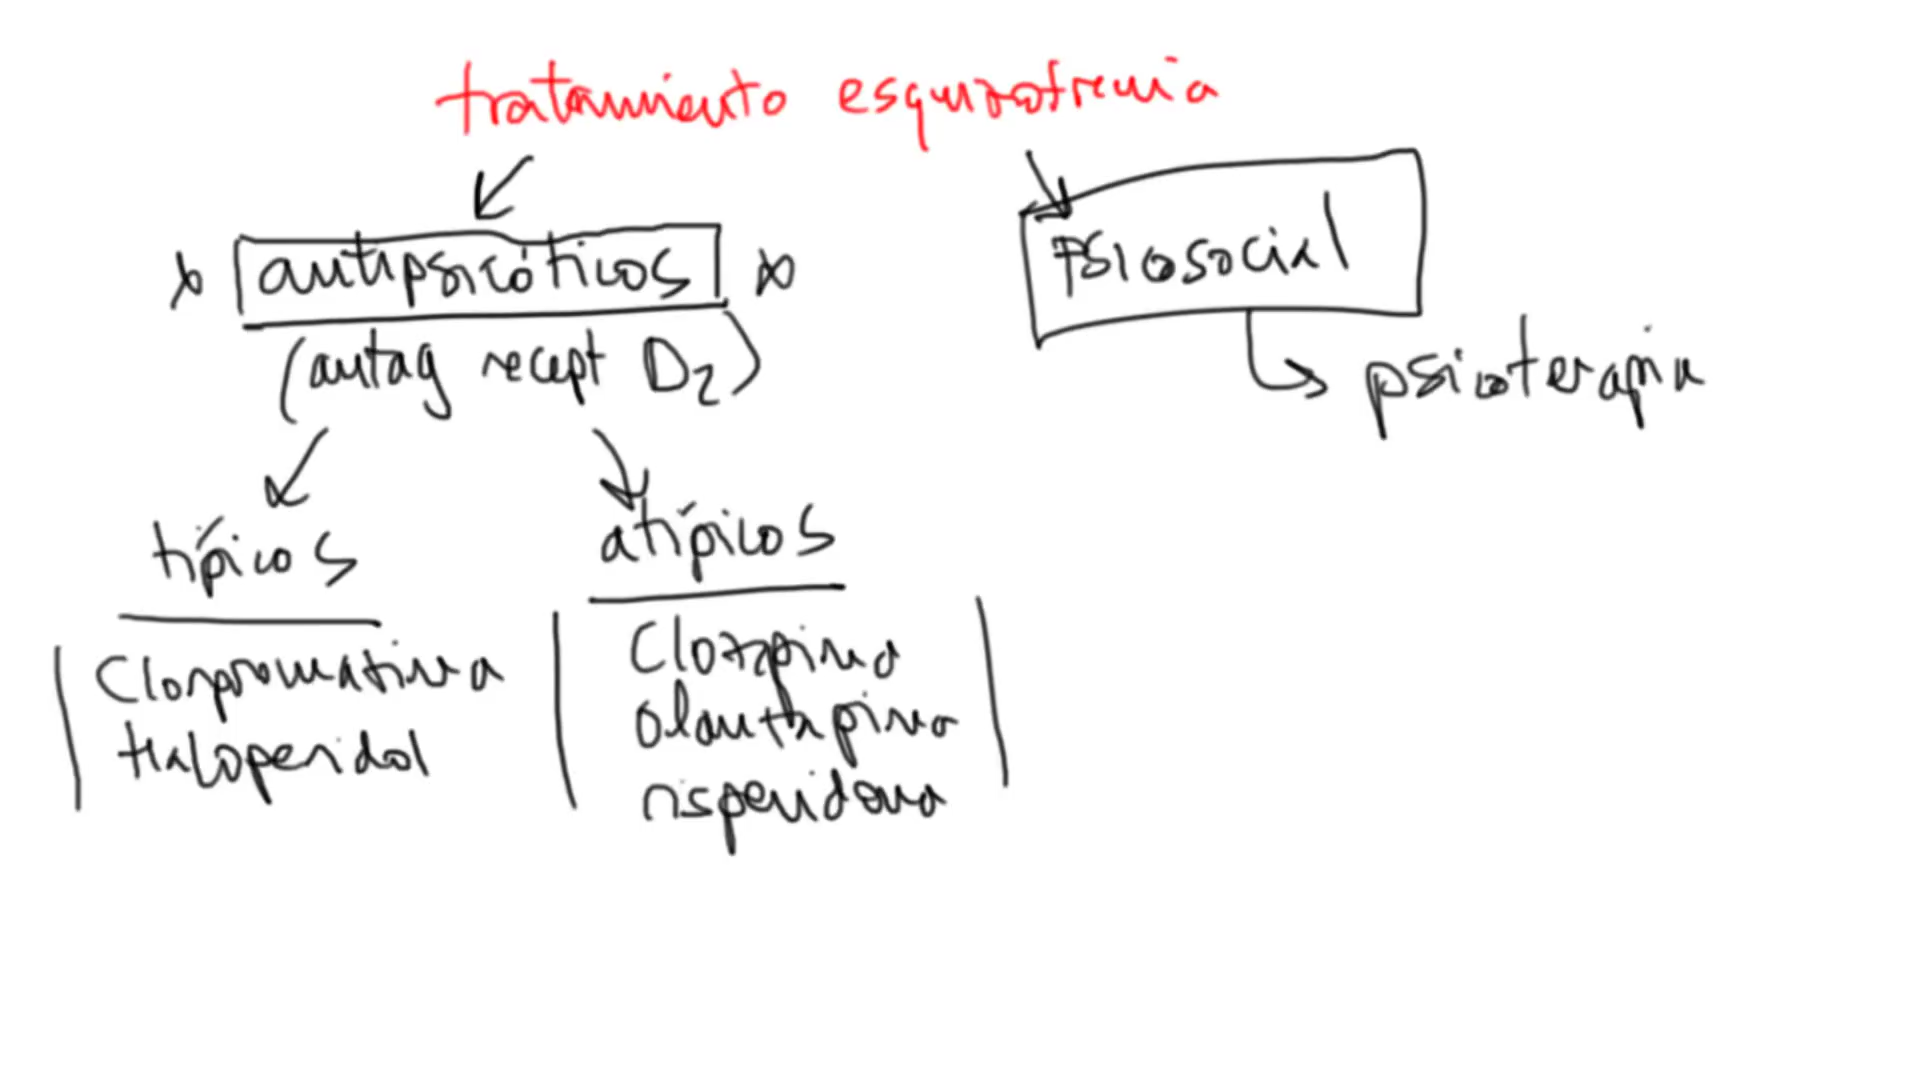 tratamiento esquizofrenia
antipsicóticos
(antag recept D2)
típicos
Clorpromazina
Haloperidol
atípicos
Clozapina
olanzapina
risperidona
Psicosocial
psicoterapia